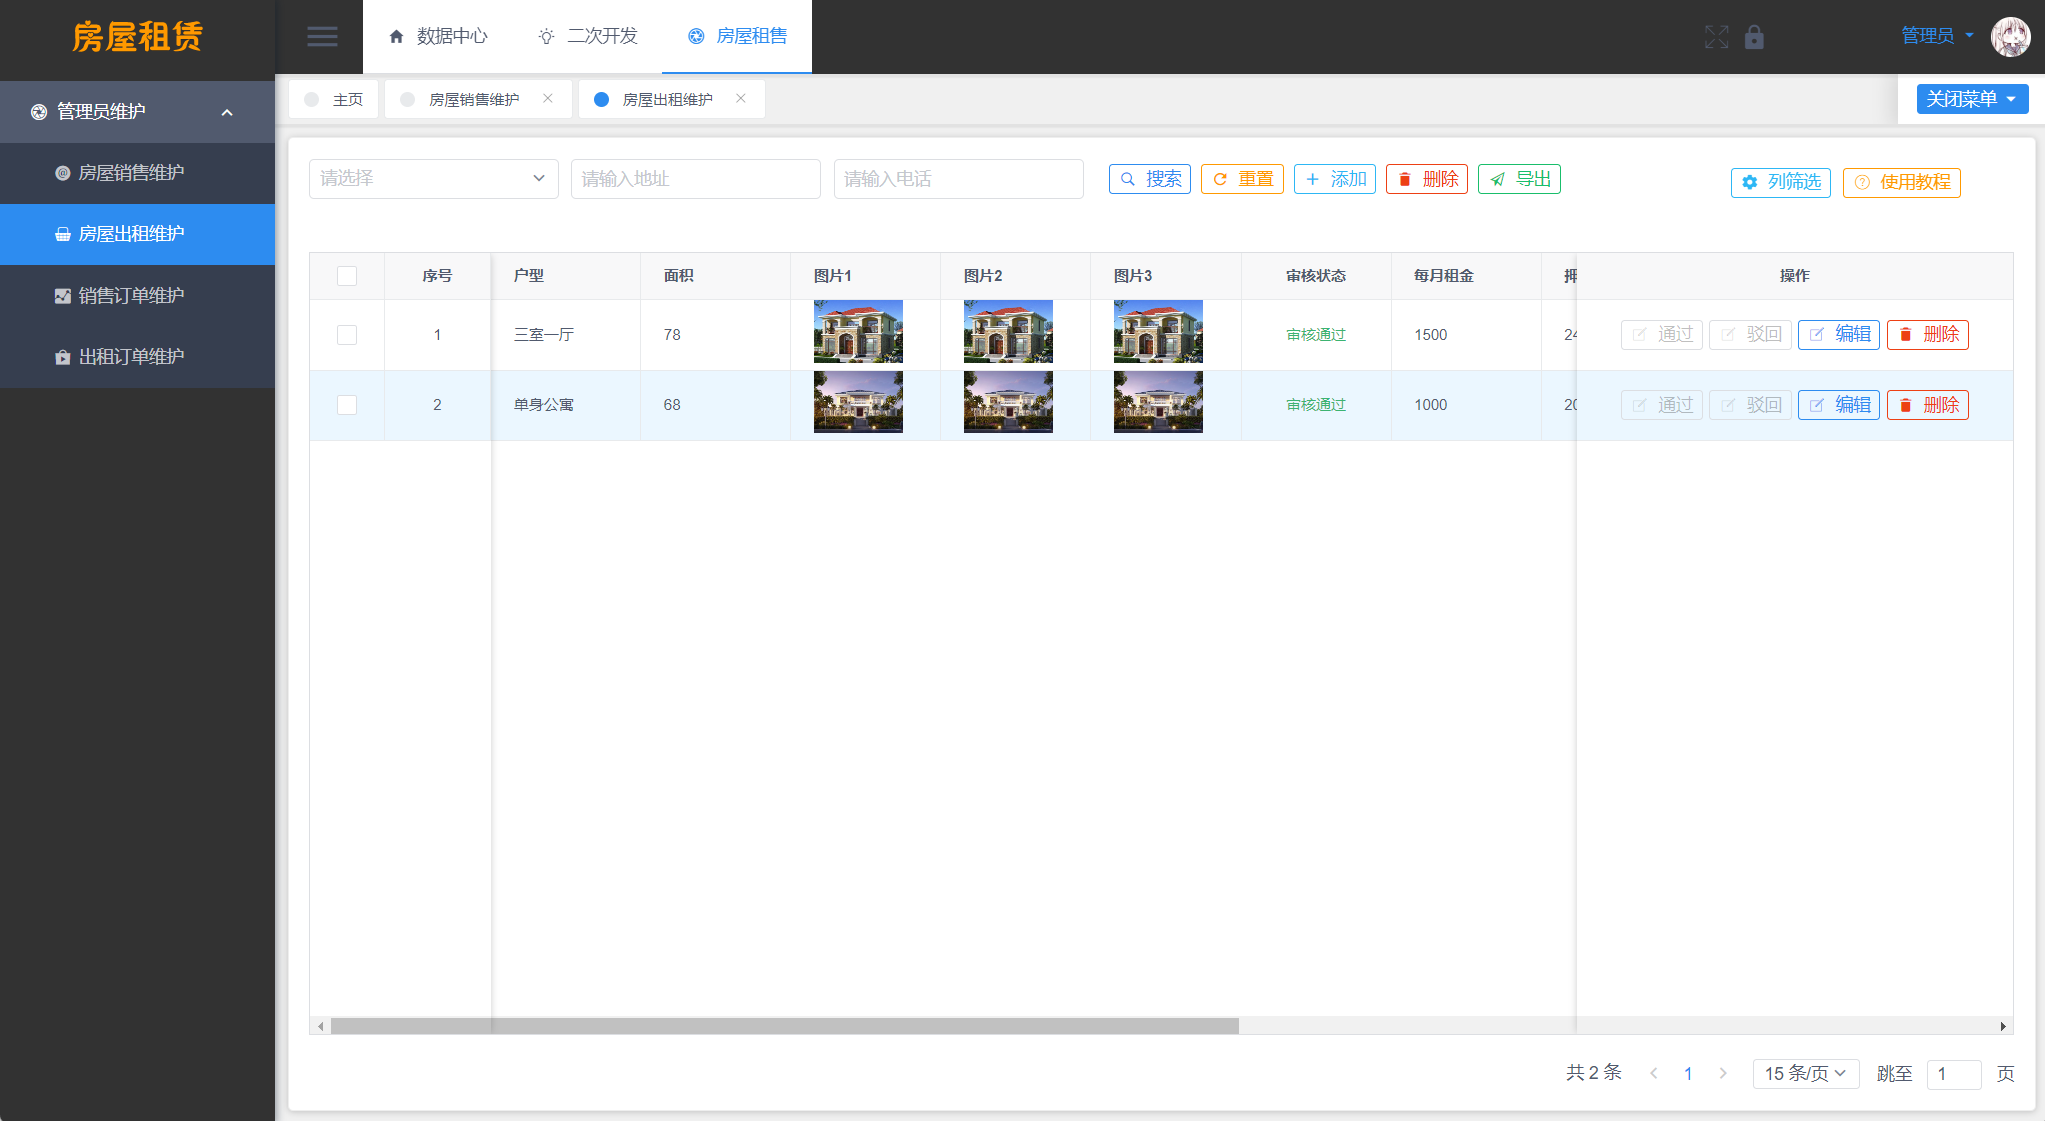 房屋租赁
数据中心
二次开发
房屋租售
管理员
管理员维护
房屋销售维护
房屋出租维护
销售订单维护
出租订单维护
主页
房屋销售维护
房屋出租维护
关闭菜单
请选择
请输入地址
请输入电话
搜索
重置
添加
删除
导出
列筛选
使用教程
序号 户型 面积 图片1 图片2 图片3 审核状态 每月租金 押 操作
1 三室一厅 78 审核通过 1500 24 通过 驳回 编辑 删除
2 单身公寓 68 审核通过 1000 20 通过 驳回 编辑 删除
共 2 条 1 15 条/页 跳至 1 页